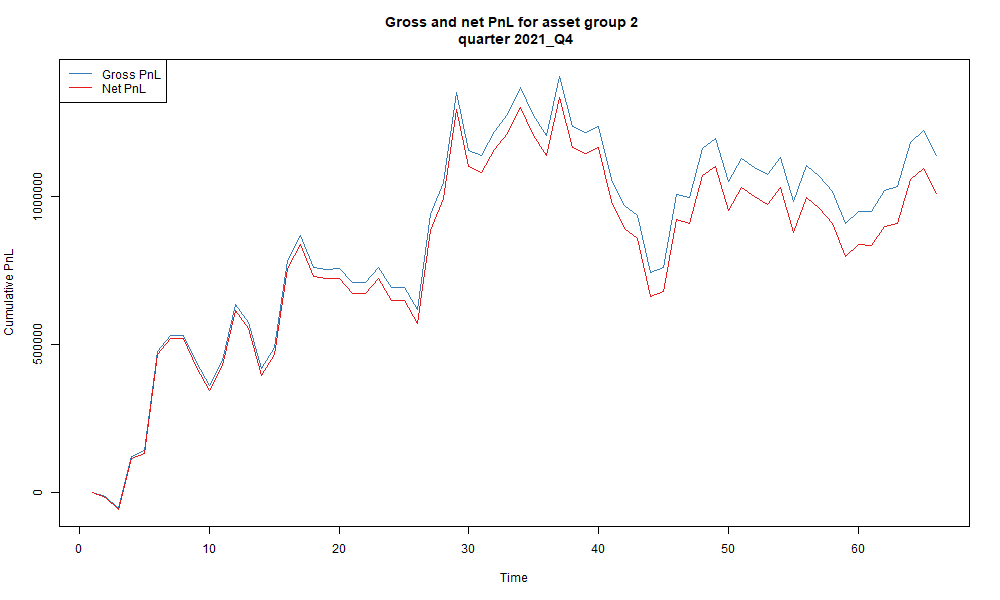 Gross and net PnL for asset group 2
quarter 2021_Q4
Gross PnL
Net PnL
Cumulative PnL
1000000
500000
0
0 10 20 30 40 50 60
Time